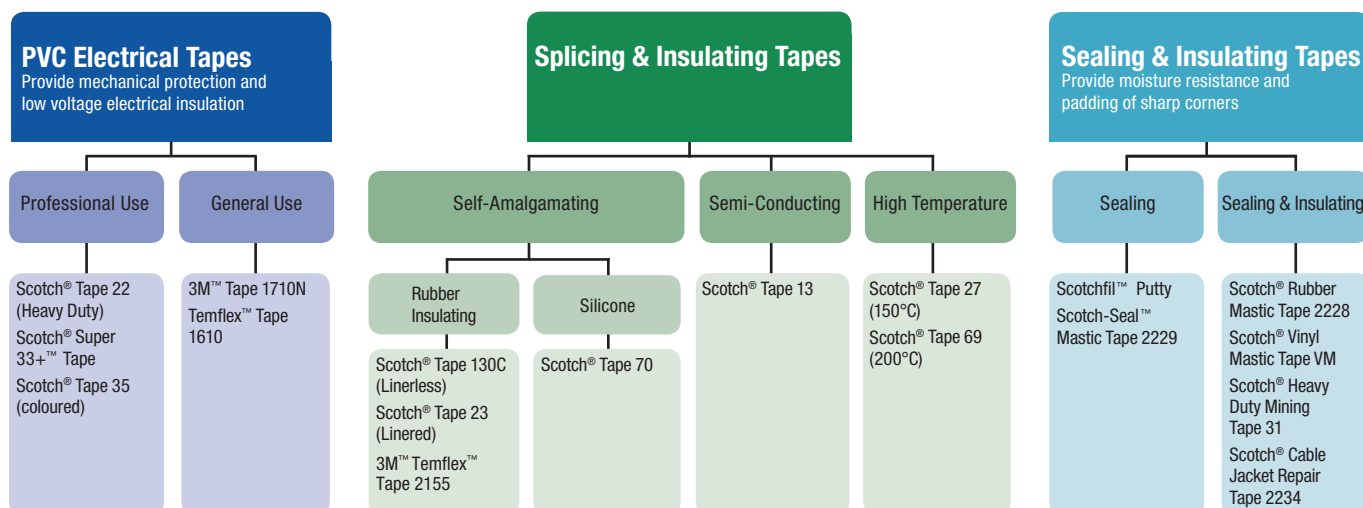 PVC Electrical Tapes
Provide mechanical protection and
low voltage electrical insulation
Splicing & Insulating Tapes
Sealing & Insulating Tapes
Provide moisture resistance and
padding of sharp corners
Professional Use
General Use
Self-Amalgamating
Semi-Conducting
High Temperature
Sealing
Sealing & Insulating
Scotch® Tape 22
(Heavy Duty)
Scotch® Super
33+™ Tape
Scotch® Tape 35
(coloured)
3M™ Tape 1710N
Temflex™ Tape
1610
Rubber
Insulating
Silicone
Scotch® Tape 130C
(Linerless)
Scotch® Tape 23
(Linered)
3M™ Temflex™
Tape 2155
Scotch® Tape 70
Scotch® Tape 13
Scotch® Tape 27
(150°C)
Scotch® Tape 69
(200°C)
Scotchfil™ Putty
Scotch-Seal™
Mastic Tape 2229
Scotch® Rubber
Mastic Tape 2228
Scotch® Vinyl
Mastic Tape VM
Scotch® Heavy
Duty Mining
Tape 31
Scotch® Cable
Jacket Repair
Tape 2234